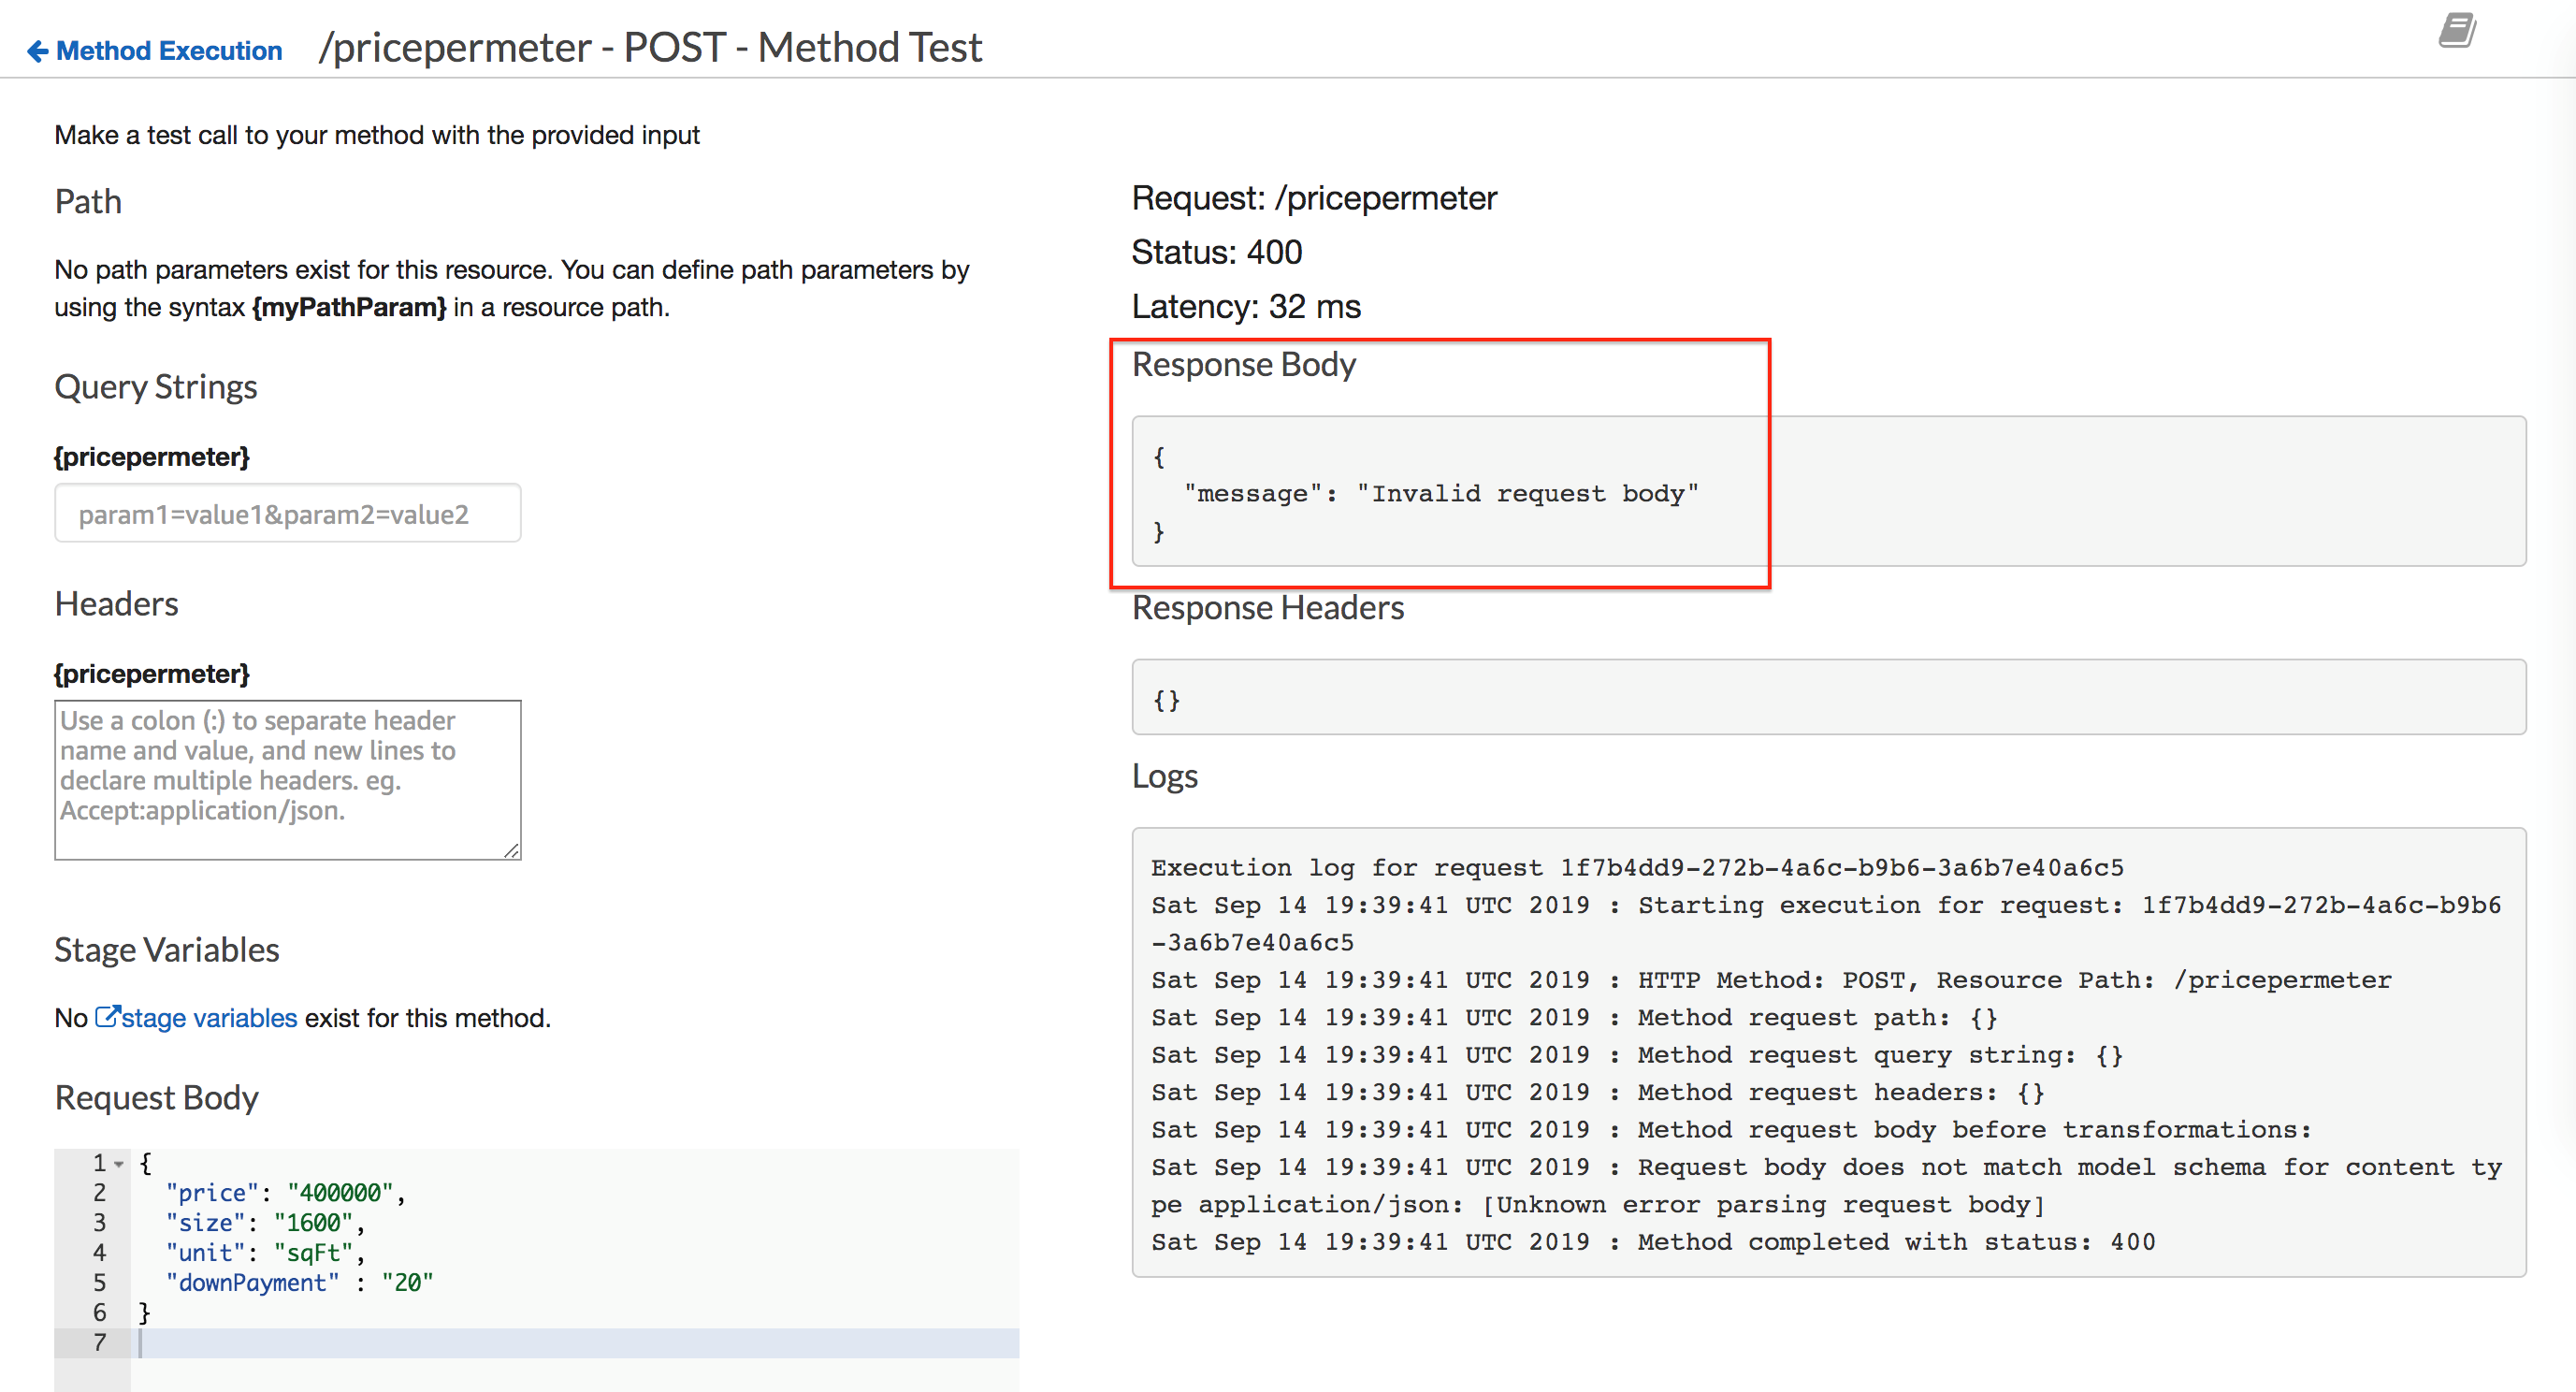 Method Execution /pricepermeter - POST - Method Test
Make a test call to your method with the provided input
Path
No path parameters exist for this resource. You can define path parameters by
using the syntax {myPathParam} in a resource path.
Query Strings
{pricepermeter}
param1=value1&param2=value2
Headers
{pricepermeter}
Use a colon (:) to separate header
name and value, and new lines to
declare multiple headers. eg.
Accept:application/json.
Stage Variables
No stage variables exist for this method.
Request Body
1 {
2 "price": "400000",
3 "size": "1600",
4 "unit": "sqFt",
5 "downPayment" : "20"
6 }
7
Request: /pricepermeter
Status: 400
Latency: 32 ms
Response Body
{
"message": "Invalid request body"
}
Response Headers
{}
Logs
Execution log for request 1f7b4dd9-272b-4a6c-b9b6-3a6b7e40a6c5
Sat Sep 14 19:39:41 UTC 2019 : Starting execution for request: 1f7b4dd9-272b-4a6c-b9b6
-3a6b7e40a6c5
Sat Sep 14 19:39:41 UTC 2019 : HTTP Method: POST, Resource Path: /pricepermeter
Sat Sep 14 19:39:41 UTC 2019 : Method request path: {}
Sat Sep 14 19:39:41 UTC 2019 : Method request query string: {}
Sat Sep 14 19:39:41 UTC 2019 : Method request headers: {}
Sat Sep 14 19:39:41 UTC 2019 : Method request body before transformations:
Sat Sep 14 19:39:41 UTC 2019 : Request body does not match model schema for content ty
pe application/json: [Unknown error parsing request body]
Sat Sep 14 19:39:41 UTC 2019 : Method completed with status: 400